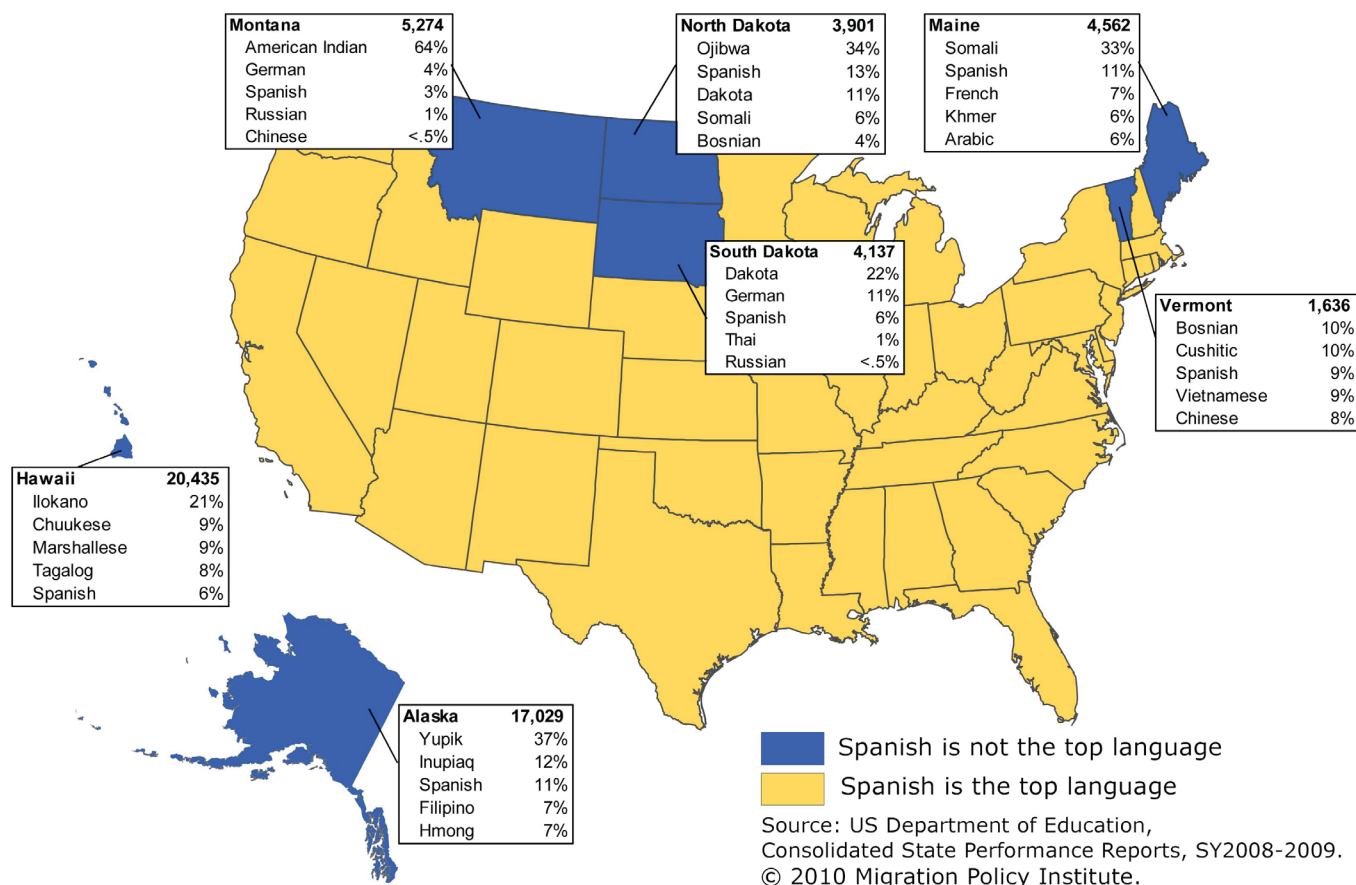 Montana 5,274
American Indian 64%
German 4%
Spanish 3%
Russian 1%
Chinese <.5%
North Dakota 3,901
Ojibwa 34%
Spanish 13%
Dakota 11%
Somali 6%
Bosnian 4%
Maine 4,562
Somali 33%
Spanish 11%
French 7%
Khmer 6%
Arabic 6%
South Dakota 4,137
Dakota 22%
German 11%
Spanish 6%
Thai 1%
Russian <.5%
Vermont 1,636
Bosnian 10%
Cushitic 10%
Spanish 9%
Vietnamese 9%
Chinese 8%
Hawaii 20,435
Ilokano 21%
Chuukese 9%
Marshallese 9%
Tagalog 8%
Spanish 6%
Alaska 17,029
Yupik 37%
Inupiaq 12%
Spanish 11%
Filipino 7%
Hmong 7%
Spanish is not the top language
Spanish is the top language
Source: US Department of Education,
Consolidated State Performance Reports, SY2008-2009.
© 2010 Migration Policy Institute.